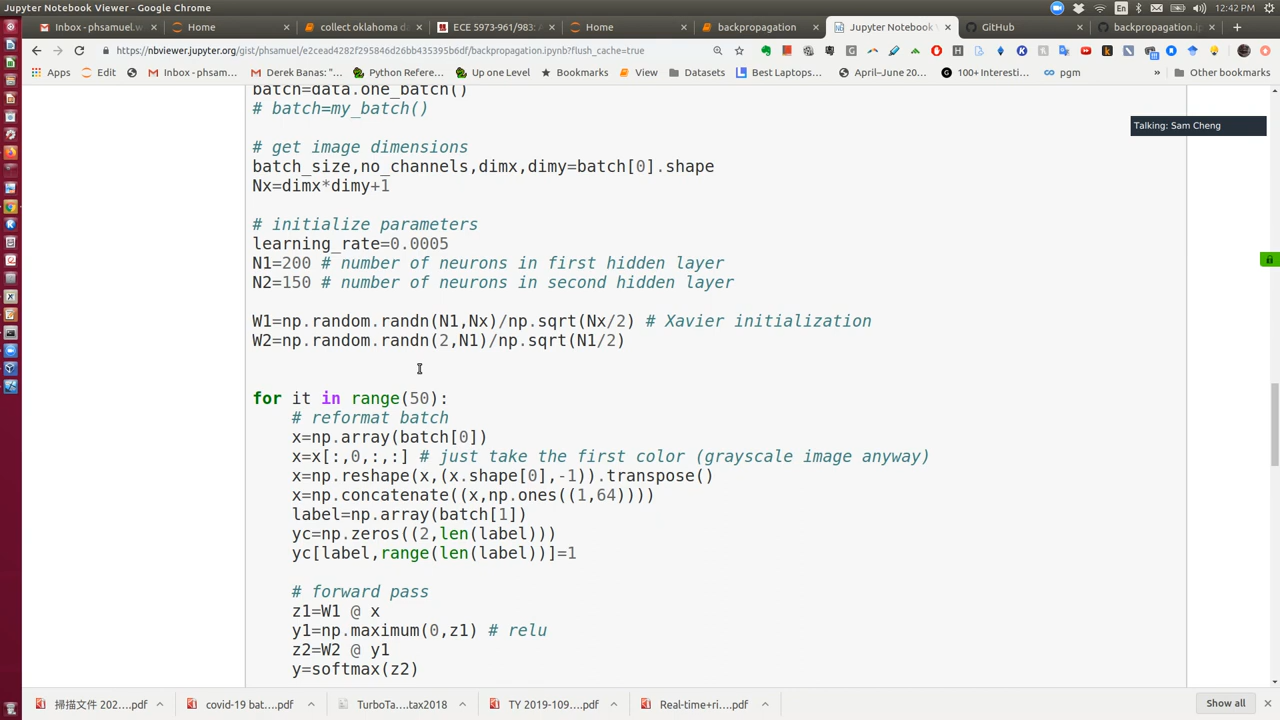 Jupyter Notebook Viewer - Google Chrome
En
12:42 PM
Inbox - phsamuel@
Home
collect oklahoma da
ECE 5973-961/983: A
Home
backpropagation
Jupyter Notebook V
GitHub
backpropagation.ip
https://nbviewer.jupyter.org/gist/phsamuel/e2cead4282f295846d26bb435395b6df/backpropagation.ipynb?flush_cache=true
Apps
Edit
Inbox - phsam...
Derek Banas: "...
Python Refere...
Up one Level
Bookmarks
View
Datasets
Best Laptops...
April–June 20...
100+ Interesti...
pgm
»
Other bookmarks
Talking: Sam Cheng
batch=data.one_batch()
# batch=my_batch()
# get image dimensions
batch_size,no_channels,dimx,dimy=batch[0].shape
Nx=dimx*dimy+1
# initialize parameters
learning_rate=0.0005
N1=200 # number of neurons in first hidden layer
N2=150 # number of neurons in second hidden layer
W1=np.random.randn(N1,Nx)/np.sqrt(Nx/2) # Xavier initialization
W2=np.random.randn(2,N1)/np.sqrt(N1/2)
for it in range(50):
# reformat batch
x=np.array(batch[0])
x=x[:,0,:,:] # just take the first color (grayscale image anyway)
x=np.reshape(x,(x.shape[0],-1)).transpose()
x=np.concatenate((x,np.ones((1,64))))
label=np.array(batch[1])
yc=np.zeros((2,len(label)))
yc[label,range(len(label))]=1
# forward pass
z1=W1 @ x
y1=np.maximum(0,z1) # relu
z2=W2 @ y1
y=softmax(z2)
掃描文件 202....pdf
covid-19 bat....pdf
TurboTa....tax2018
TY 2019-109....pdf
Real-time+ri....pdf
Show all